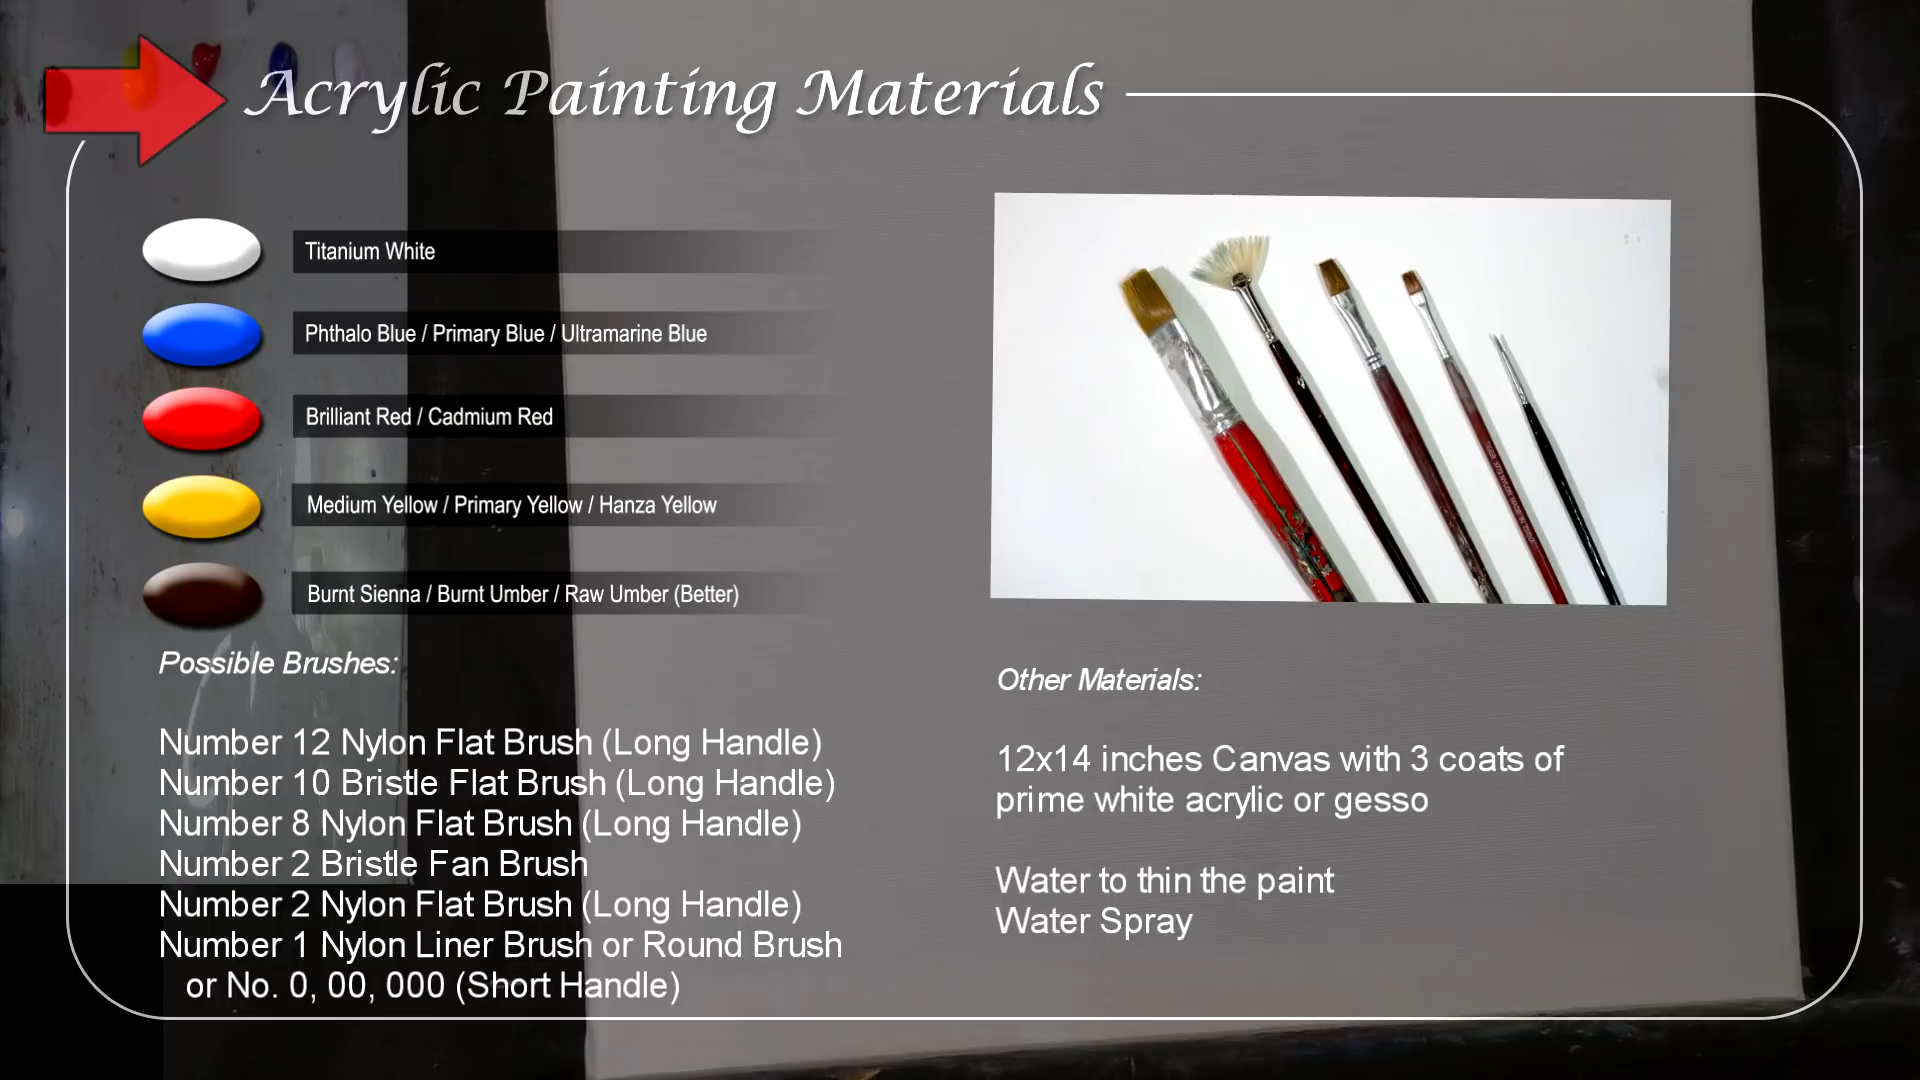 Acrylic Painting Materials
Titanium White
Phthalo Blue / Primary Blue / Ultramarine Blue
Brilliant Red / Cadmium Red
Medium Yellow / Primary Yellow / Hanza Yellow
Burnt Sienna / Burnt Umber / Raw Umber (Better)
Possible Brushes:
Number 12 Nylon Flat Brush (Long Handle)
Number 10 Bristle Flat Brush (Long Handle)
Number 8 Nylon Flat Brush (Long Handle)
Number 2 Bristle Fan Brush
Number 2 Nylon Flat Brush (Long Handle)
Number 1 Nylon Liner Brush or Round Brush
or No. 0, 00, 000 (Short Handle)
Other Materials:
12x14 inches Canvas with 3 coats of
prime white acrylic or gesso
Water to thin the paint
Water Spray